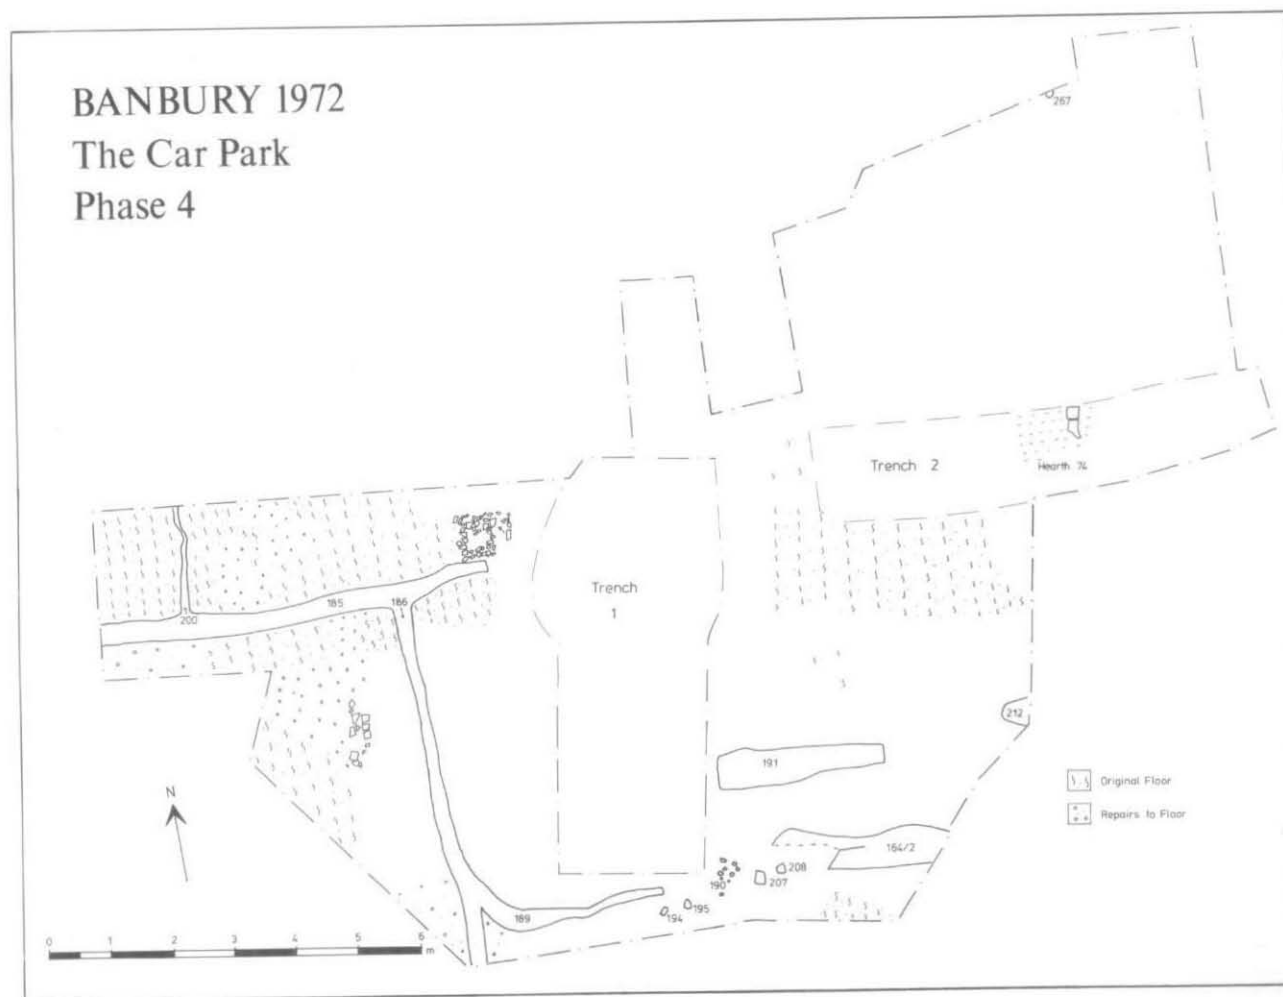 BANBURY 1972
The Car Park
Phase 4
267
Trench 2
Hearth 74
Trench
1
185
186
200
212
191
Original Floor
Repairs to Floor
N
164/2
208
207
190
195
194
189
0 1 2 3 4 5 6
m